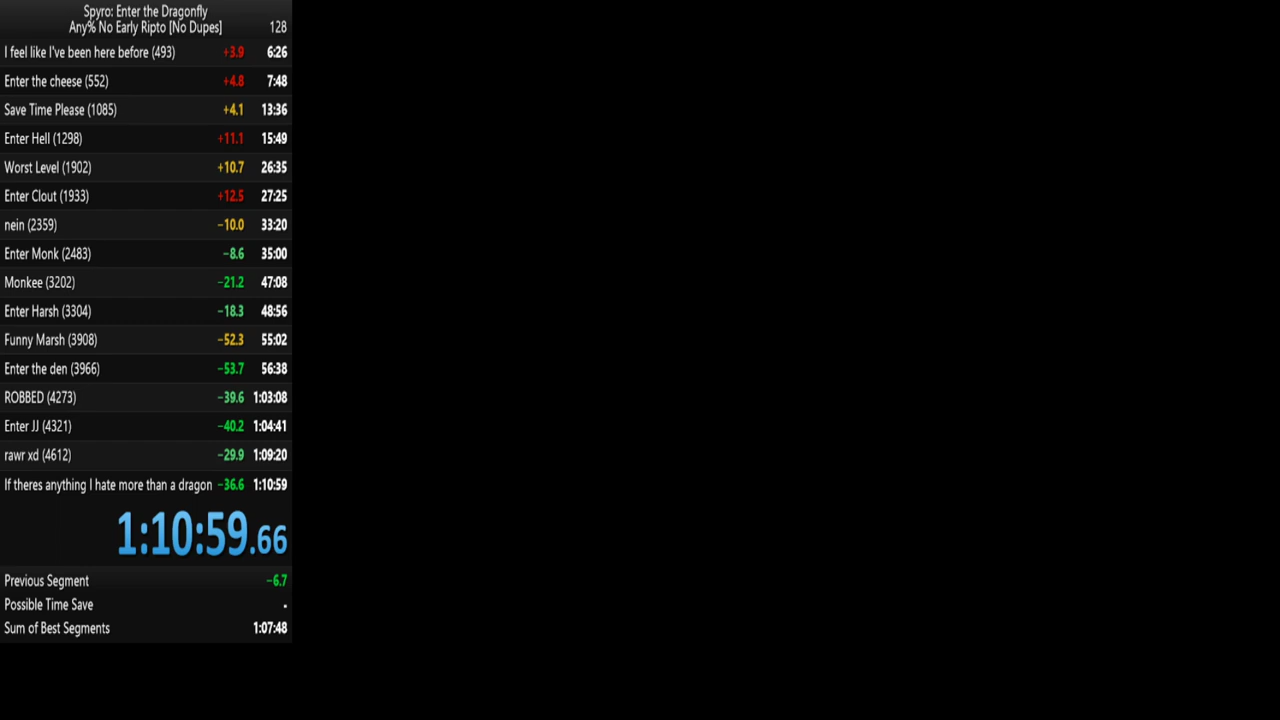 Spyro: Enter the Dragonfly
Any% No Early Ripto [No Dupes] 128
I feel like I've been here before (493) +3.9 6:26
Enter the cheese (552) +4.8 7:48
Save Time Please (1085) +4.1 13:36
Enter Hell (1298) +11.1 15:49
Worst Level (1902) +10.7 26:35
Enter Clout (1933) +12.5 27:25
nein (2359) −10.0 33:20
Enter Monk (2483) −8.6 35:00
Monkee (3202) −21.2 47:08
Enter Harsh (3304) −18.3 48:56
Funny Marsh (3908) −52.3 55:02
Enter the den (3966) −53.7 56:38
ROBBED (4273) −39.6 1:03:08
Enter JJ (4321) −40.2 1:04:41
rawr xd (4612) −29.9 1:09:20
If theres anything I hate more than a dragon −36.6 1:10:59
1:10:59.66
Previous Segment −6.7
Possible Time Save -
Sum of Best Segments 1:07:48